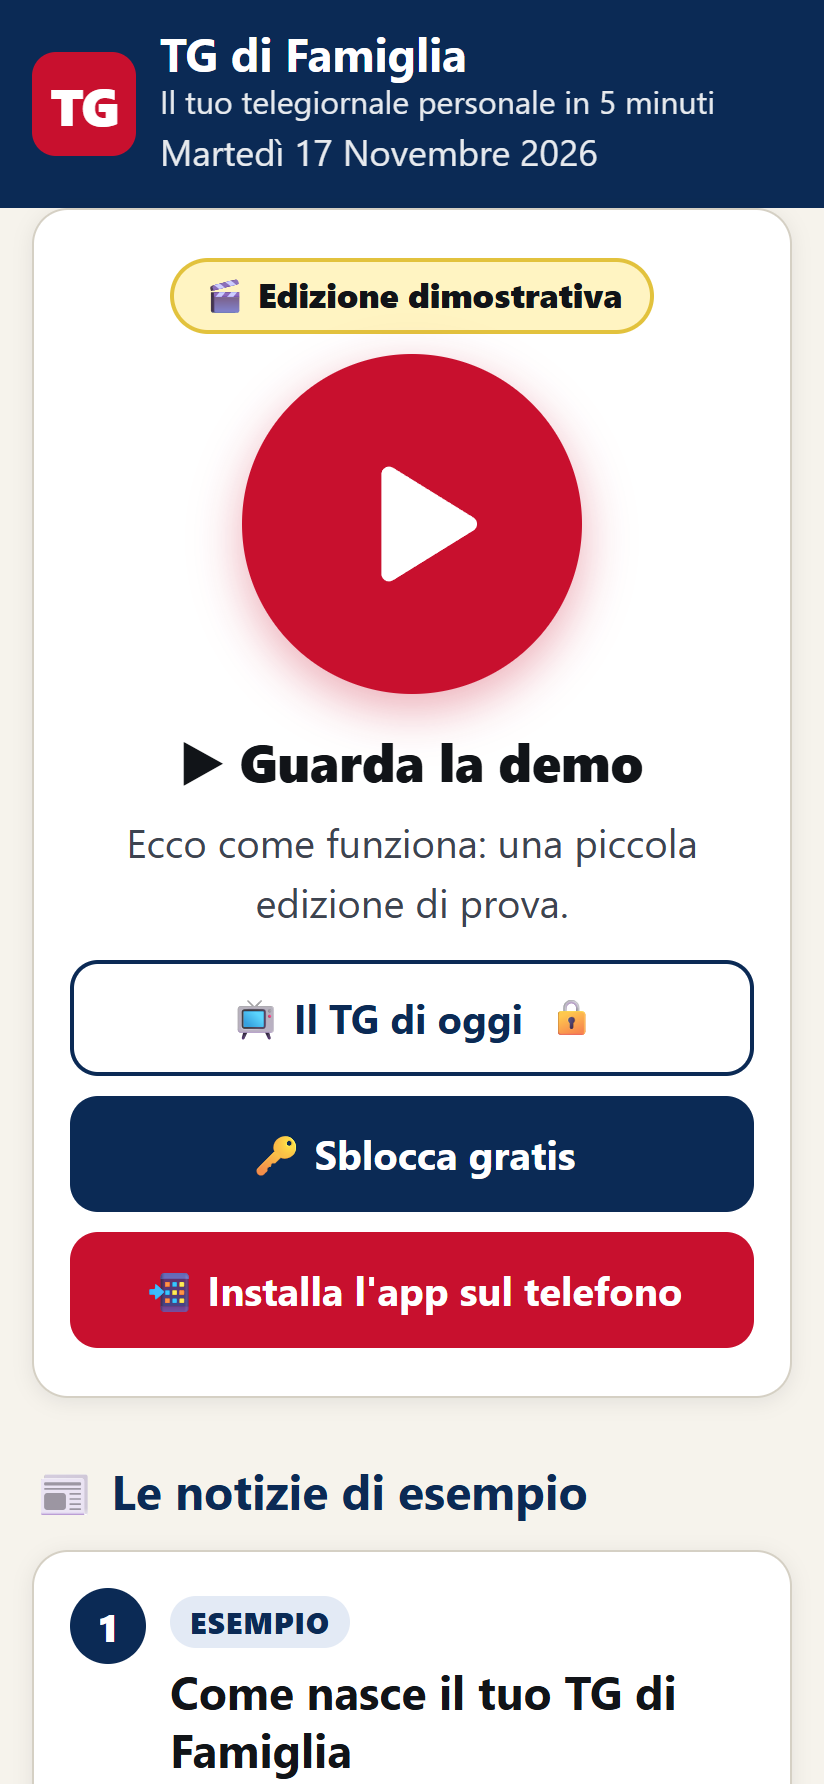 TG
TG di Famiglia
Il tuo telegiornale personale in 5 minuti
Martedì 17 Novembre 2026
Edizione dimostrativa
▶ Guarda la demo
Ecco come funziona: una piccola
edizione di prova.
Il TG di oggi
Sblocca gratis
Installa l'app sul telefono
Le notizie di esempio
1
ESEMPIO
Come nasce il tuo TG di
Famiglia